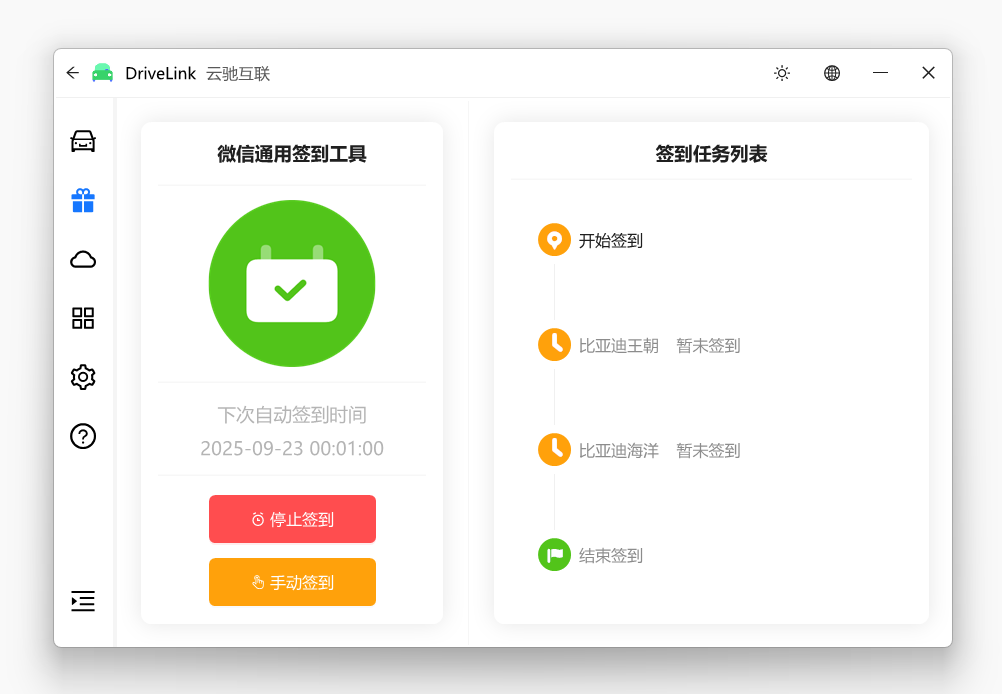 DriveLink 云驰互联
微信通用签到工具
下次自动签到时间
2025-09-23 00:01:00
停止签到
手动签到
签到任务列表
开始签到
比亚迪王朝 暂未签到
比亚迪海洋 暂未签到
结束签到